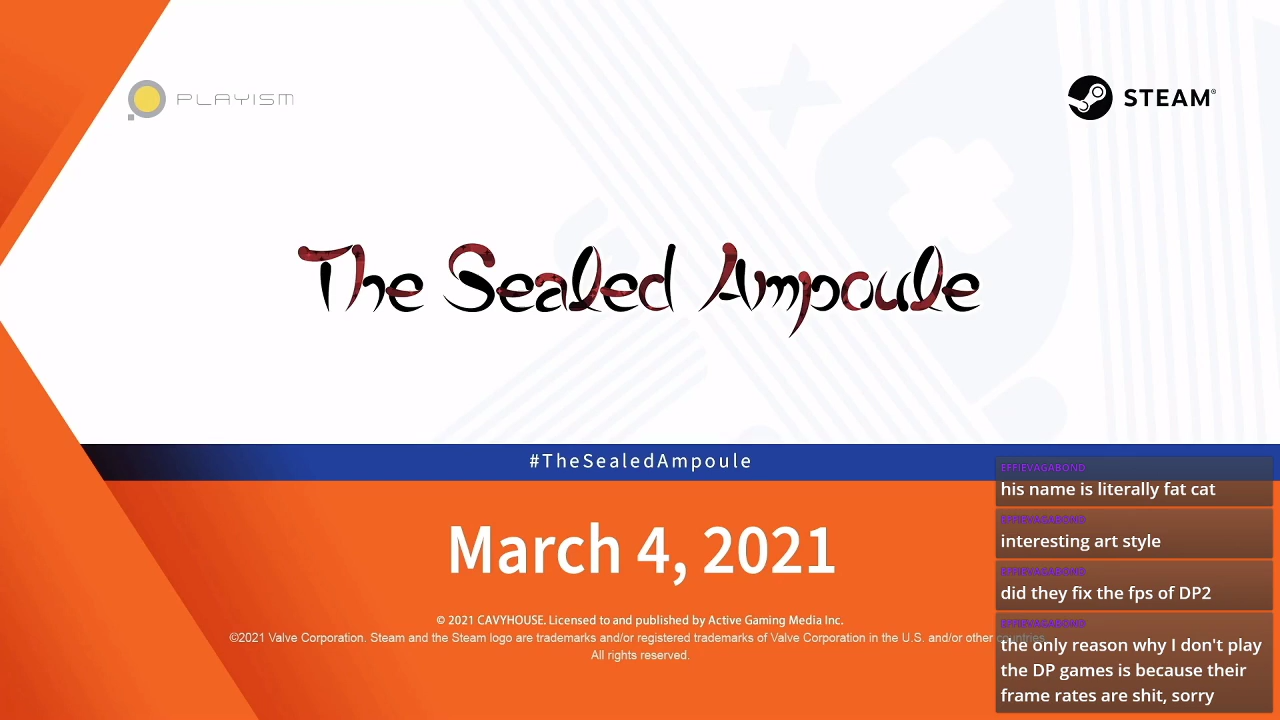 PLAYISM
STEAM®
The Sealed Ampoule
#TheSealedAmpoule
March 4, 2021
© 2021 CAVYHOUSE. Licensed to and published by Active Gaming Media Inc.
©2021 Valve Corporation. Steam and the Steam logo are trademarks and/or registered trademarks of Valve Corporation in the U.S. and/or other countries.
All rights reserved.
EFFIEVAGABOND
his name is literally fat cat
EFFIEVAGABOND
interesting art style
EFFIEVAGABOND
did they fix the fps of DP2
EFFIEVAGABOND
the only reason why I don't play
the DP games is because their
frame rates are shit, sorry